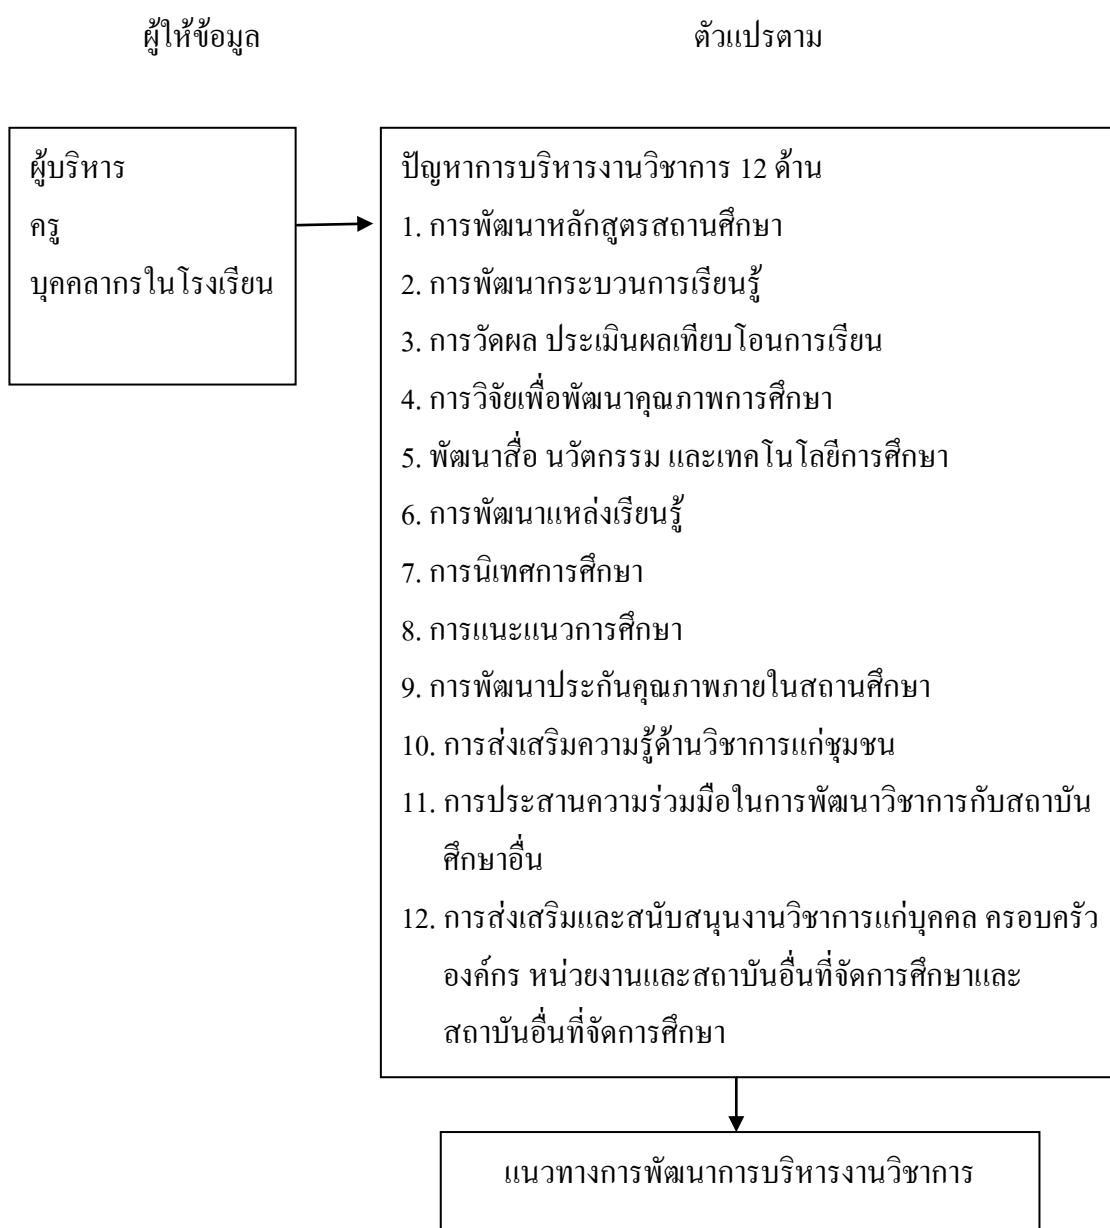 ผู้ให้ข้อมูล
ตัวแปรตาม
ผู้บริหาร
ครู
บุคคลากรในโรงเรียน
ปัญหาการบริหารงานวิชาการ 12 ด้าน
1. การพัฒนาหลักสูตรสถานศึกษา
2. การพัฒนากระบวนการเรียนรู้
3. การวัดผล ประเมินผลเทียบโอนการเรียน
4. การวิจัยเพื่อพัฒนาคุณภาพการศึกษา
5. พัฒนาสื่อ นวัตกรรม และเทคโนโลยีการศึกษา
6. การพัฒนาแหล่งเรียนรู้
7. การนิเทศการศึกษา
8. การแนะแนวการศึกษา
9. การพัฒนาประกันคุณภาพภายในสถานศึกษา
10. การส่งเสริมความรู้ด้านวิชาการแก่ชุมชน
11. การประสานความร่วมมือในการพัฒนาวิชาการกับสถาบัน
ศึกษาอื่น
12. การส่งเสริมและสนับสนุนงานวิชาการแก่บุคคล ครอบครัว
องค์กร หน่วยงานและสถาบันอื่นที่จัดการศึกษาและ
สถาบันอื่นที่จัดการศึกษา
แนวทางการพัฒนาการบริหารงานวิชาการ